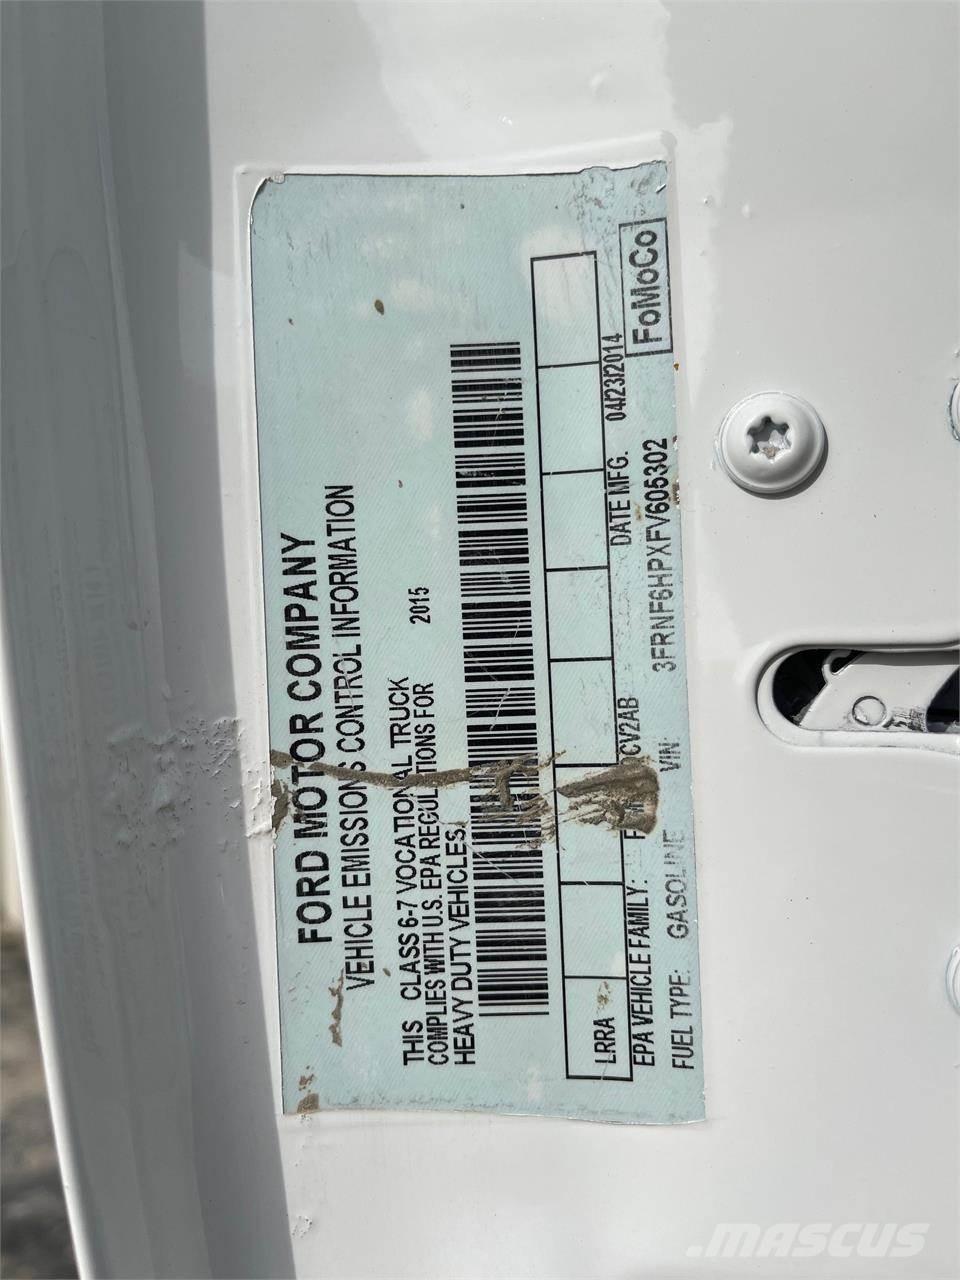 FORD MOTOR COMPANY
VEHICLE EMISSIONS CONTROL INFORMATION
THIS CLASS 6-7 VOCATIONAL TRUCK
COMPLIES WITH U.S. EPA REGULATIONS FOR 2015
HEAVY DUTY VEHICLES.
LRRA
EPA VEHICLE FAMILY: CV2AB DATE MFG. 04/23/2014
FUEL TYPE: GASOLINE VIN: 3FRNF6HPXFV605302
FoMoCo
MASCUS